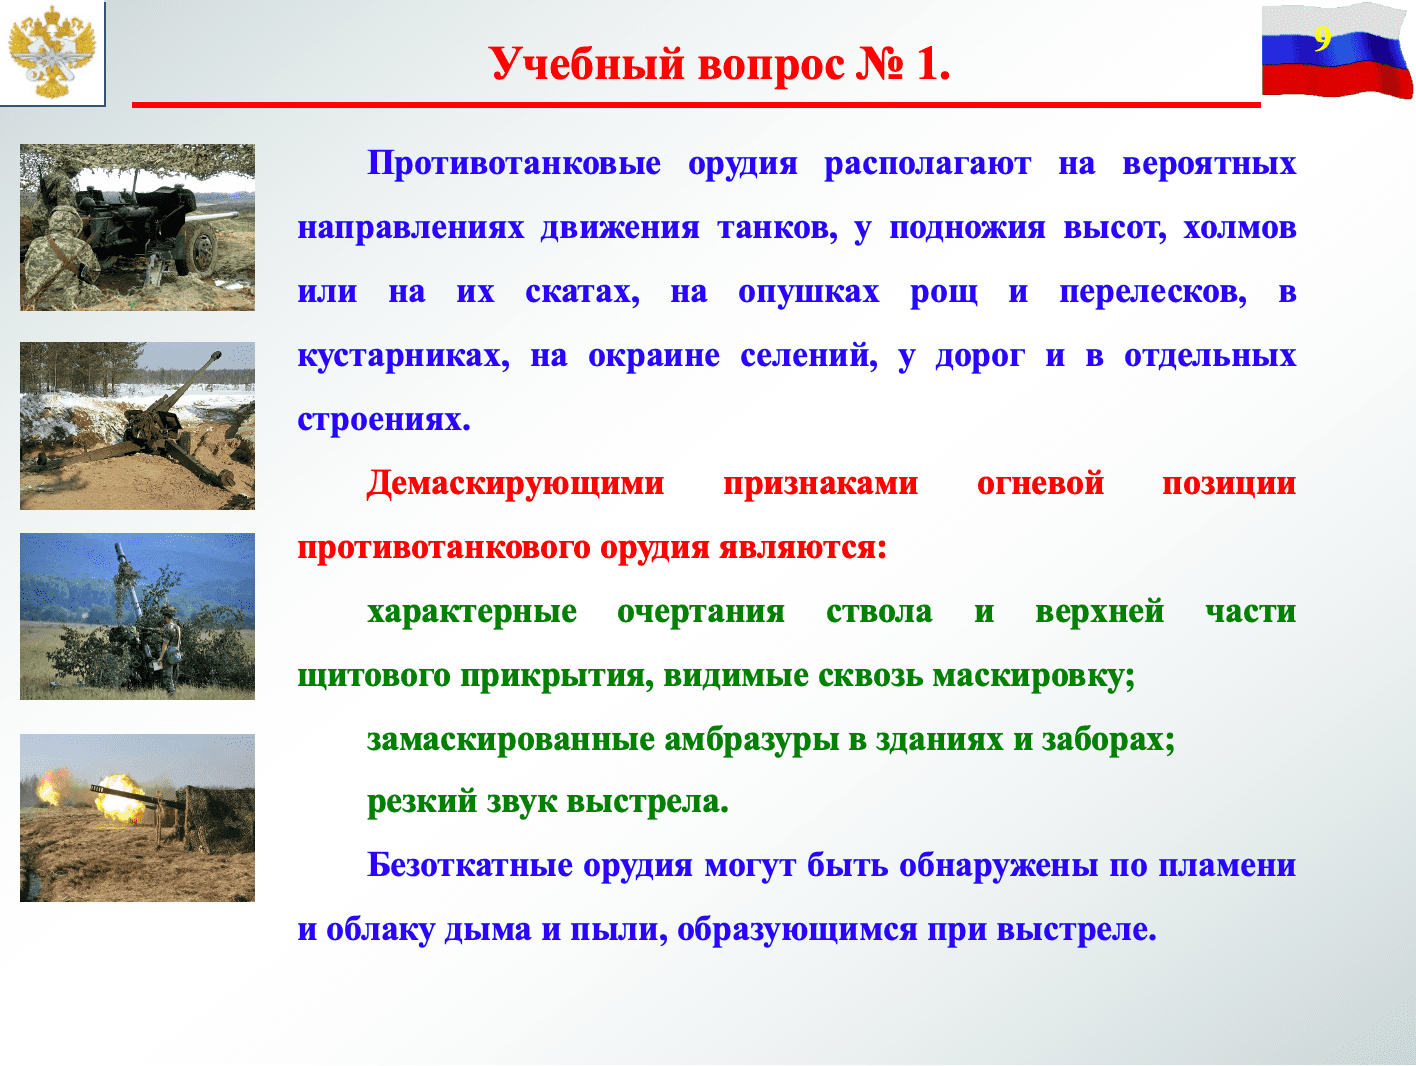 Учебный вопрос № 1.
9
Противотанковые орудия располагают на вероятных
направлениях движения танков, у подножия высот, холмов
или на их скатах, на опушках рощ и перелесков, в
кустарниках, на окраине селений, у дорог и в отдельных
строениях.
Демаскирующими признаками огневой позиции
противотанкового орудия являются:
характерные очертания ствола и верхней части
щитового прикрытия, видимые сквозь маскировку;
замаскированные амбразуры в зданиях и заборах;
резкий звук выстрела.
Безоткатные орудия могут быть обнаружены по пламени
и облаку дыма и пыли, образующимся при выстреле.